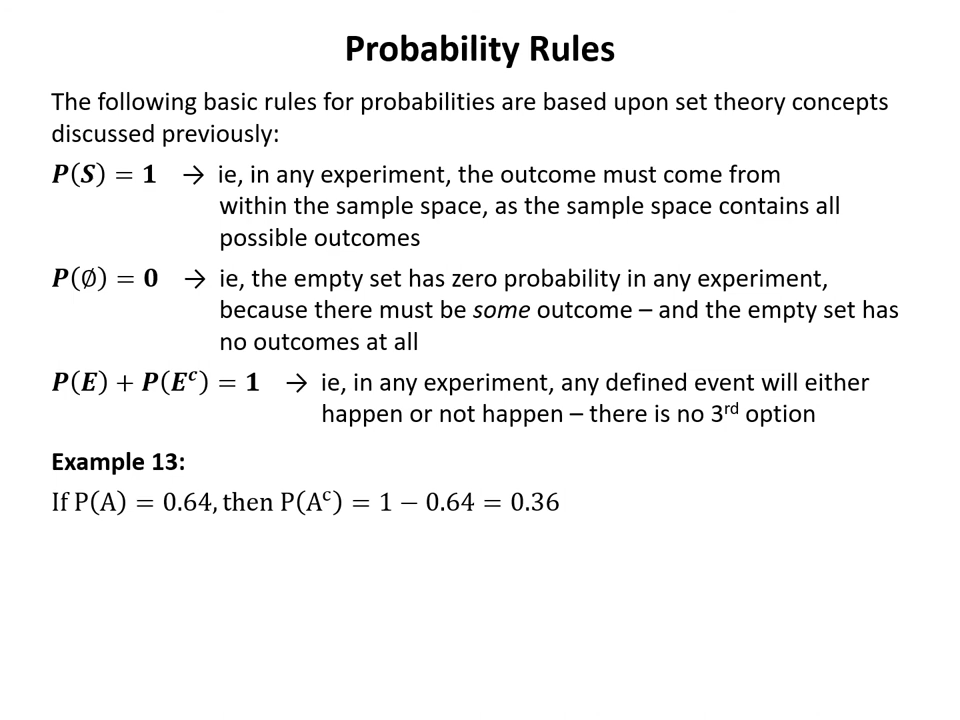 Probability Rules
The following basic rules for probabilities are based upon set theory concepts
discussed previously:
P(S) = 1 → ie, in any experiment, the outcome must come from
within the sample space, as the sample space contains all
possible outcomes
P(∅) = 0 → ie, the empty set has zero probability in any experiment,
because there must be some outcome – and the empty set has
no outcomes at all
P(E) + P(Eᶜ) = 1 → ie, in any experiment, any defined event will either
happen or not happen – there is no 3rd option
Example 13:
If P(A) = 0.64, then P(Aᶜ) = 1 − 0.64 = 0.36